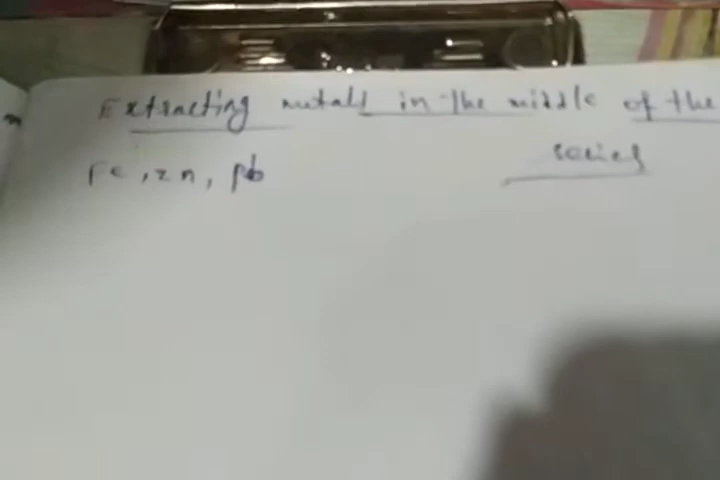 Extracting metals in the middle of the
series
Fe, zn, pb